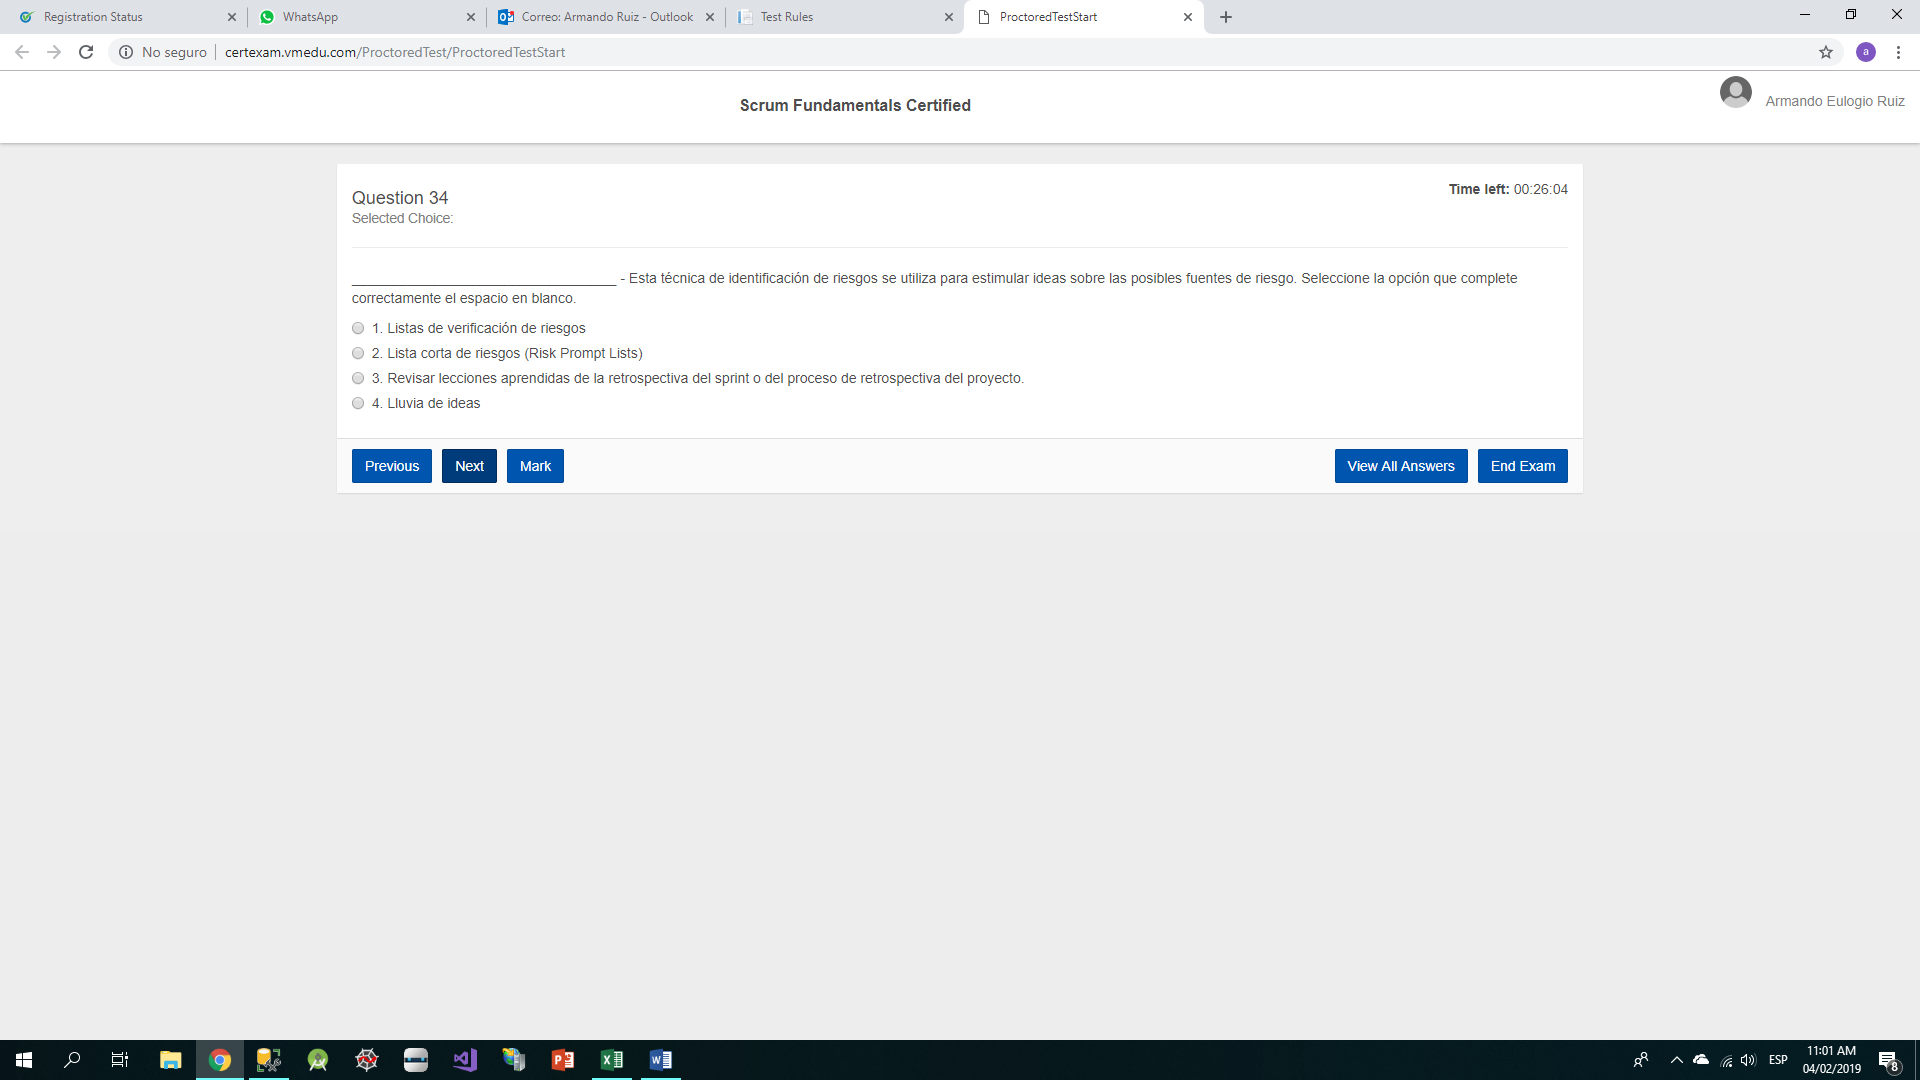 Registration Status
WhatsApp
Correo: Armando Ruiz - Outlook
Test Rules
ProctoredTestStart
No seguro
certexam.vmedu.com/ProctoredTest/ProctoredTestStart
a
Scrum Fundamentals Certified
Armando Eulogio Ruiz
Question 34
Time left: 00:26:04
Selected Choice:
__________________________________ - Esta técnica de identificación de riesgos se utiliza para estimular ideas sobre las posibles fuentes de riesgo. Seleccione la opción que complete
correctamente el espacio en blanco.
1. Listas de verificación de riesgos
2. Lista corta de riesgos (Risk Prompt Lists)
3. Revisar lecciones aprendidas de la retrospectiva del sprint o del proceso de retrospectiva del proyecto.
4. Lluvia de ideas
Previous
Next
Mark
View All Answers
End Exam
ESP
11:01 AM
04/02/2019
8